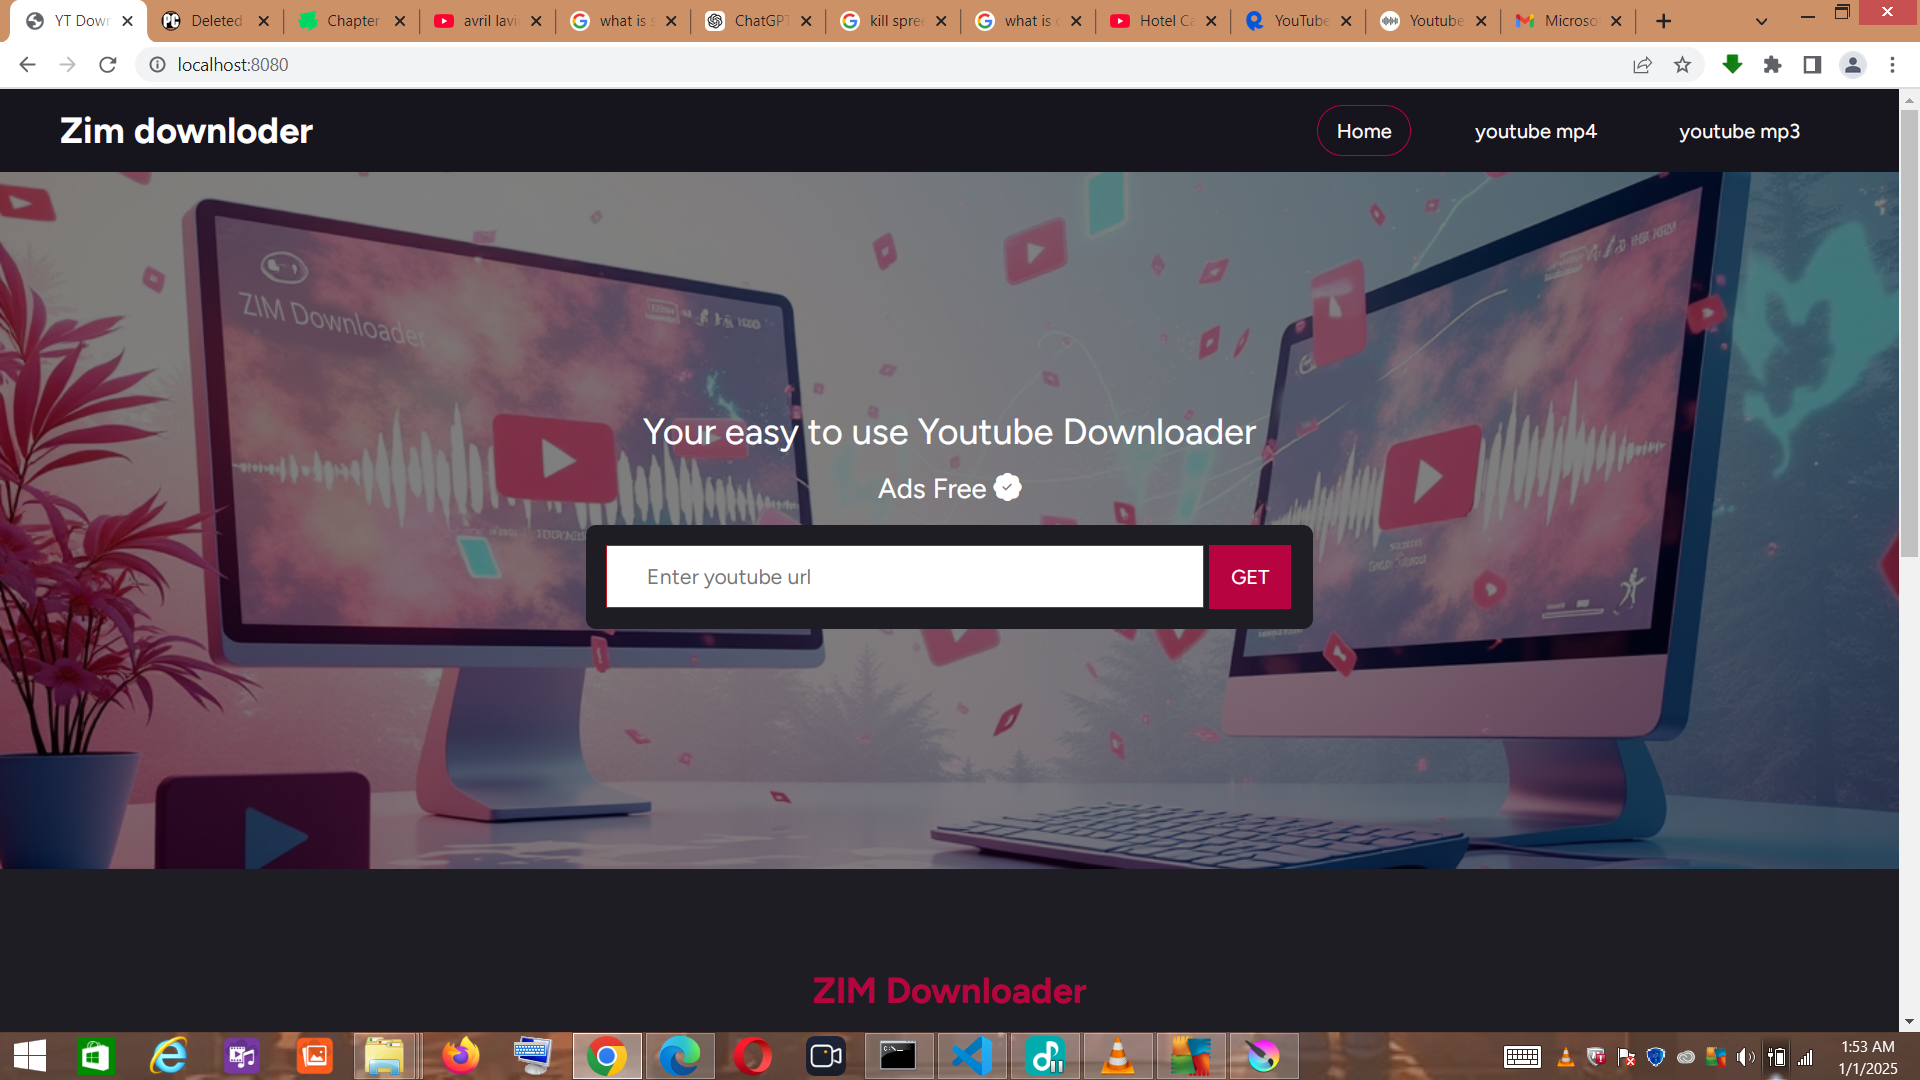 YT Down
Deleted
Chapter
avril lavi
what is s
ChatGPT
kill spree
what is
Hotel Ca
YouTube
Youtube
Microso
localhost:8080
Zim downloder
Home
youtube mp4
youtube mp3
ZIM Downloader
Your easy to use Youtube Downloader
Ads Free
Enter youtube url
GET
ZIM Downloader
1:53 AM
1/1/2025